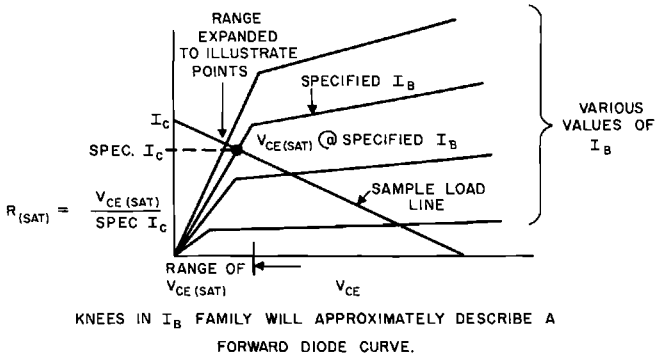 RANGE
EXPANDED
TO ILLUSTRATE
POINTS
SPECIFIED I_B
VARIOUS
VALUES OF
I_B
I_C
V_CE(SAT) @ SPECIFIED I_B
SPEC. I_C
R_(SAT) = V_CE(SAT) / SPEC I_C
SAMPLE LOAD
LINE
RANGE OF
V_CE(SAT)
V_CE
KNEES IN I_B FAMILY WILL APPROXIMATELY DESCRIBE A
FORWARD DIODE CURVE.